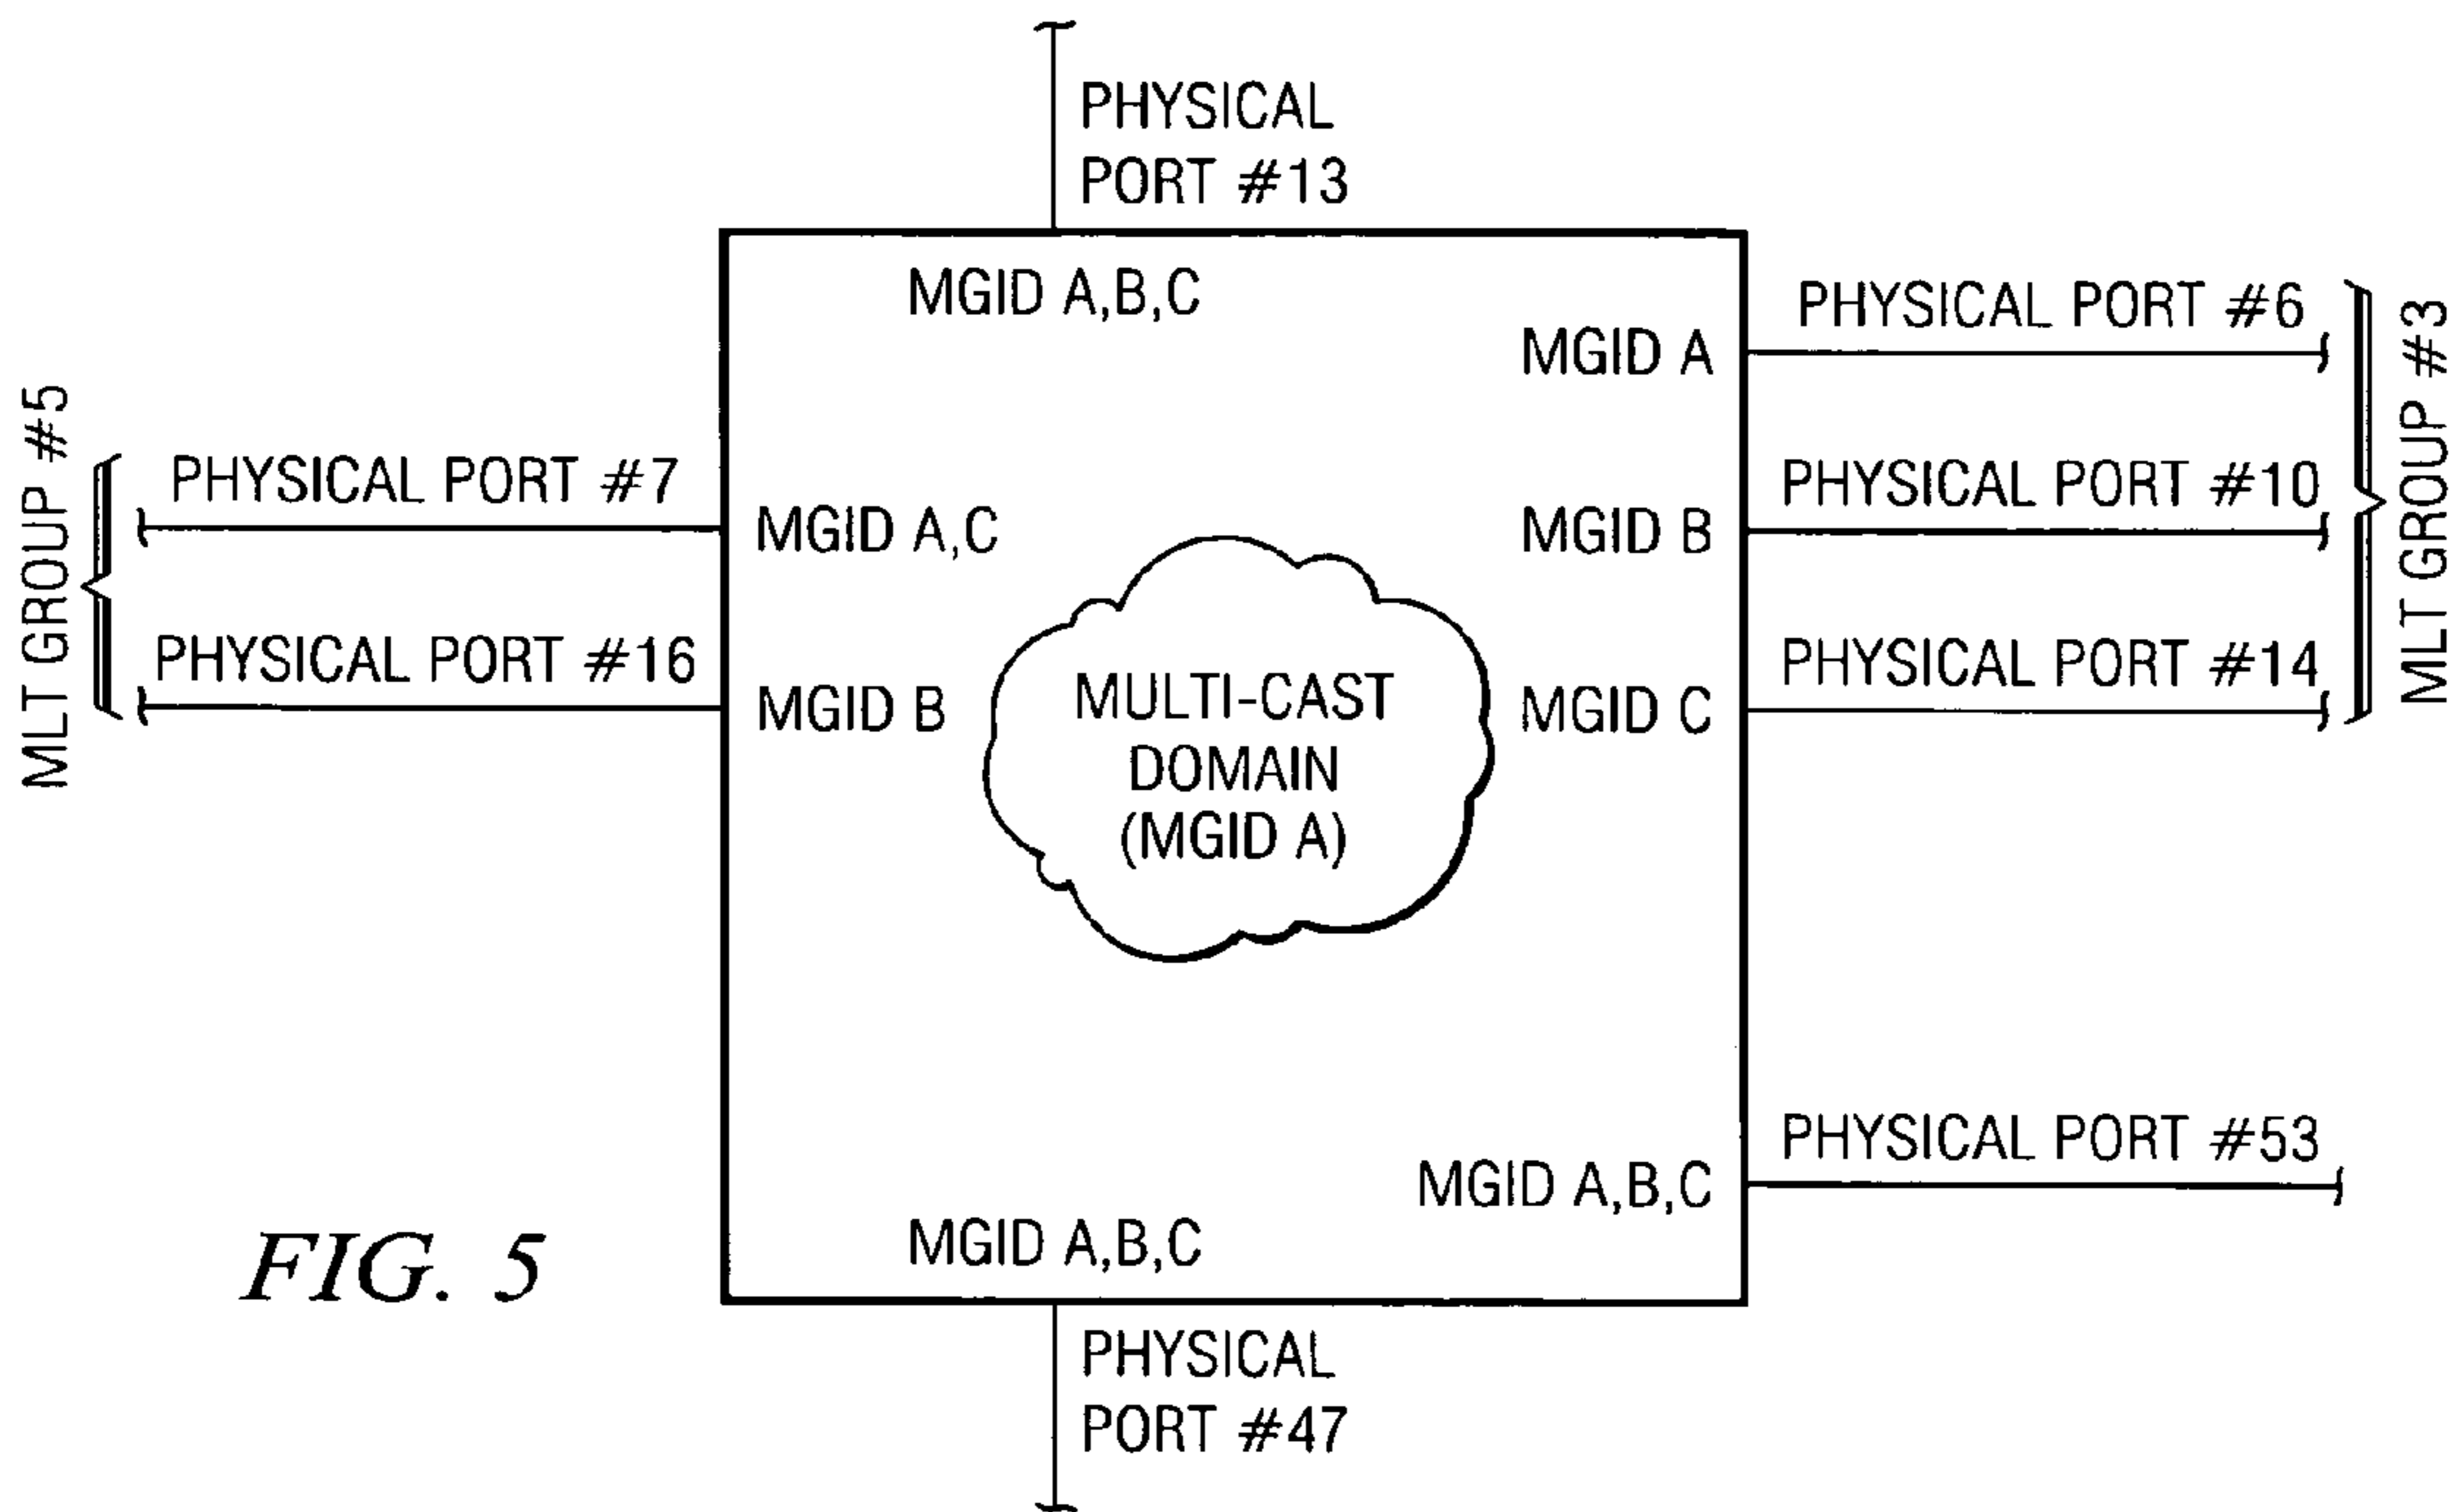 PHYSICAL
PORT #13
MGID A,B,C
MLT GROUP #5
PHYSICAL PORT #7
MGID A,C
PHYSICAL PORT #16
MGID B
MULTI-CAST
DOMAIN
(MGID A)
MGID A
PHYSICAL PORT #6
MGID B
PHYSICAL PORT #10
MGID C
PHYSICAL PORT #14
MLT GROUP #3
MGID A,B,C
PHYSICAL PORT #53
MGID A,B,C
PHYSICAL
PORT #47
FIG. 5